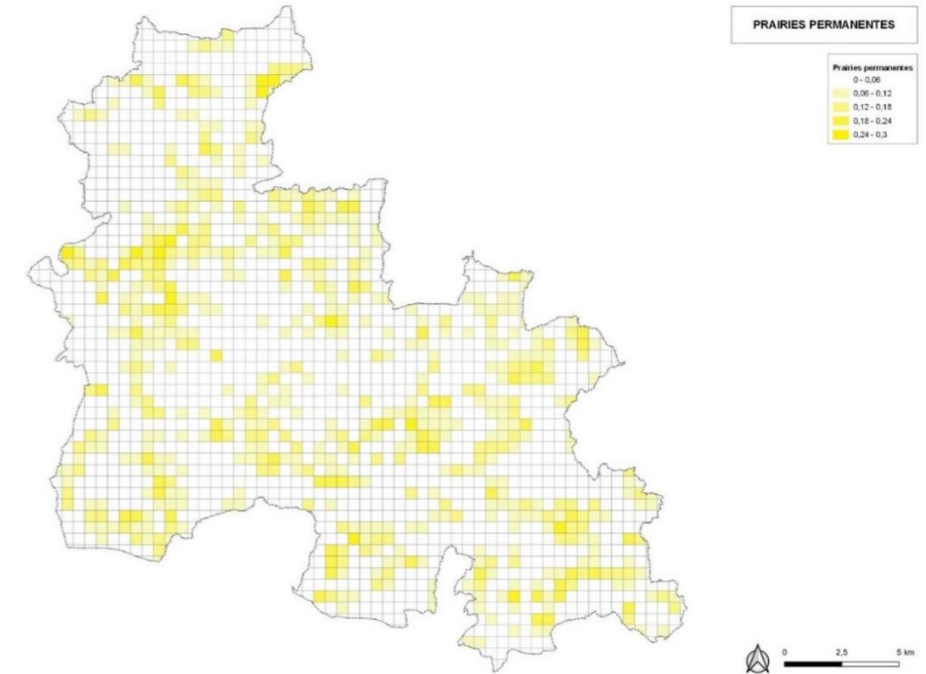 PRAIRIES PERMANENTES
Prairies permanentes
0 - 0,06
0,06 - 0,12
0,12 - 0,18
0,18 - 0,24
0,24 - 0,3
0 2,5 5 km